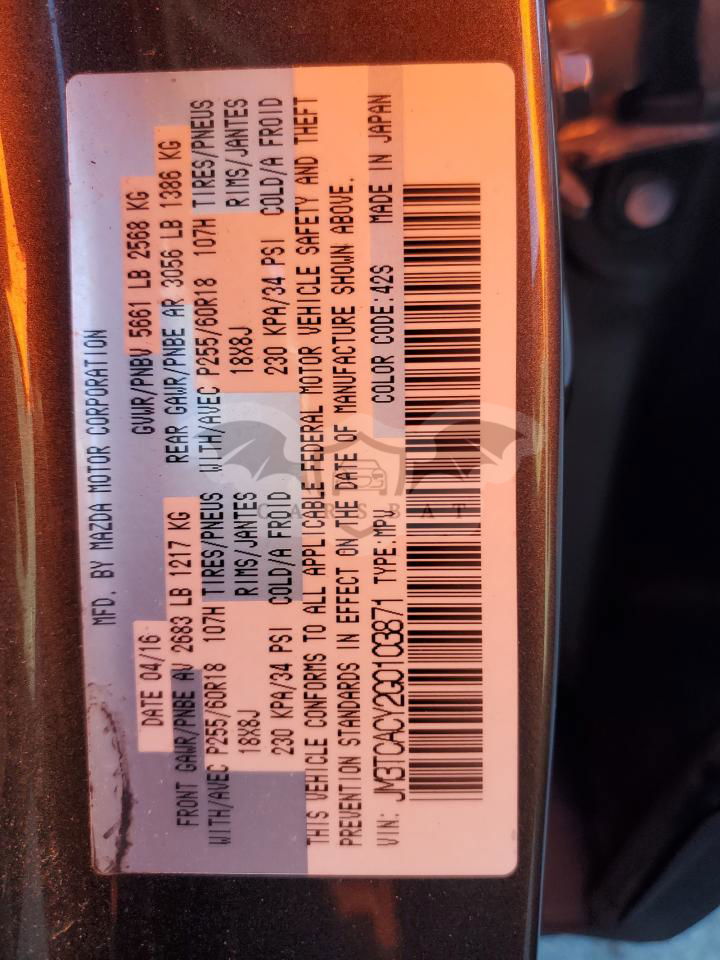 MFD. BY MAZDA MOTOR CORPORATION
DATE 04/16 GVWR/PNBV 5661 LB 2568 KG
FRONT GAWR/PNBE AV 2683 LB 1217 KG REAR GAWR/PNBE AR 3056 LB 1386 KG
WITH/AVEC P255/60R18 107H TIRES/PNEUS WITH/AVEC P255/60R18 107H TIRES/PNEUS
18X8J RIMS/JANTES 18X8J RIMS/JANTES
230 KPA/34 PSI COLD/A FROID 230 KPA/34 PSI COLD/A FROID
THIS VEHICLE CONFORMS TO ALL APPLICABLE FEDERAL MOTOR VEHICLE SAFETY AND THEFT
PREVENTION STANDARDS IN EFFECT ON THE DATE OF MANUFACTURE SHOWN ABOVE.
VIN: JM3TCACY2G0103871 TYPE:MPV COLOR CODE:42S MADE IN JAPAN
CARSBAT